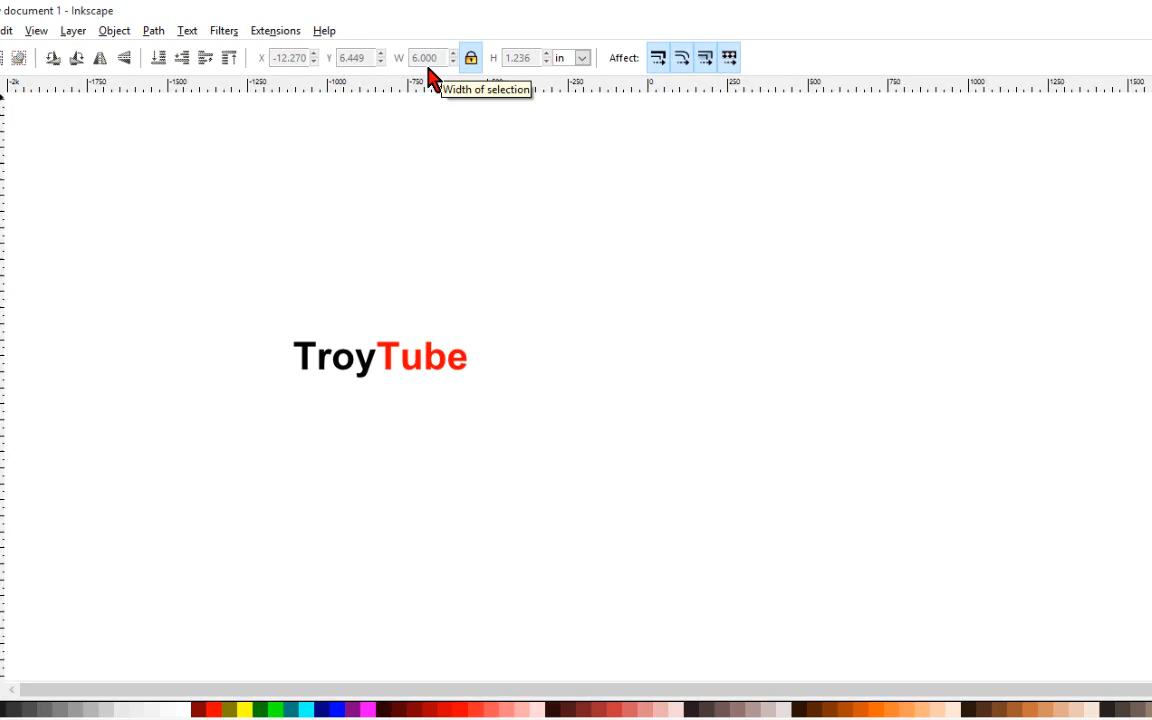 document 1 - Inkscape
dit View Layer Object Path Text Filters Extensions Help
X -12.270 Y 6.449 W 6.000 H 1.236 in Affect:
Width of selection
-2k -1750 -1500 -1250 -1000 -750 -250 0 250 500 750 1000 1250 1500
TroyTube